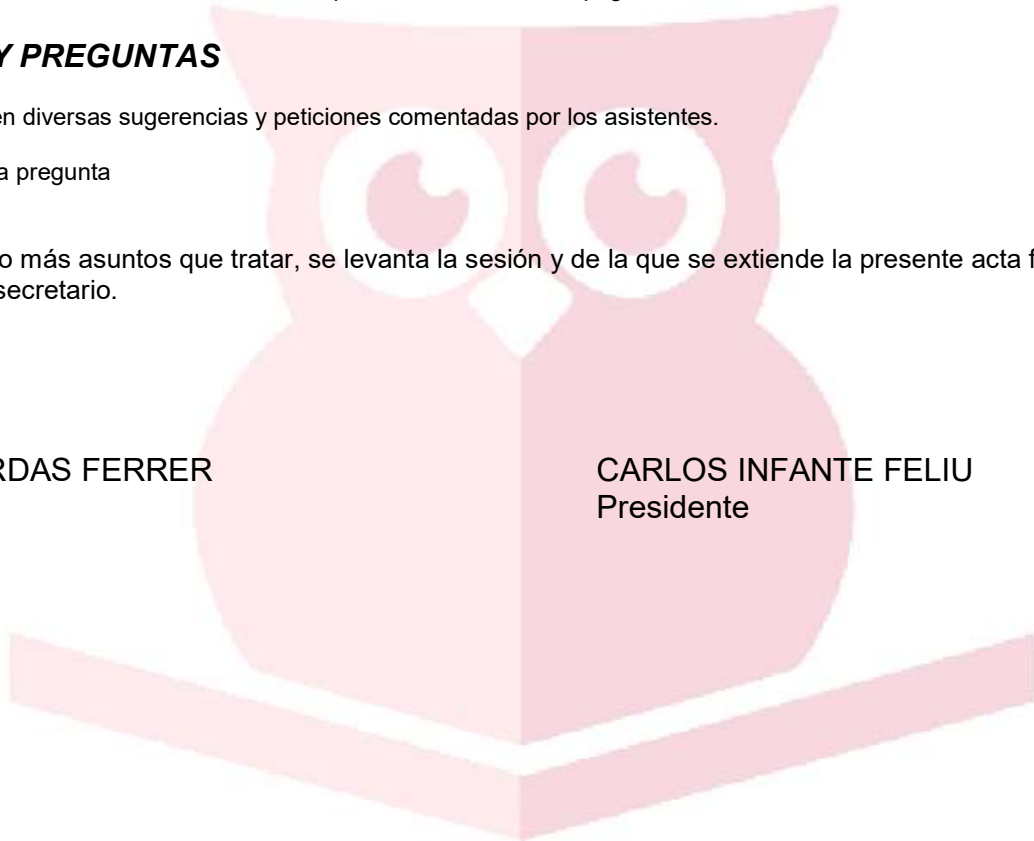 Y PREGUNTAS
en diversas sugerencias y peticiones comentadas por los asistentes.
a pregunta
o más asuntos que tratar, se levanta la sesión y de la que se extiende la presente acta f
secretario.
RDAS FERRER
CARLOS INFANTE FELIU
Presidente